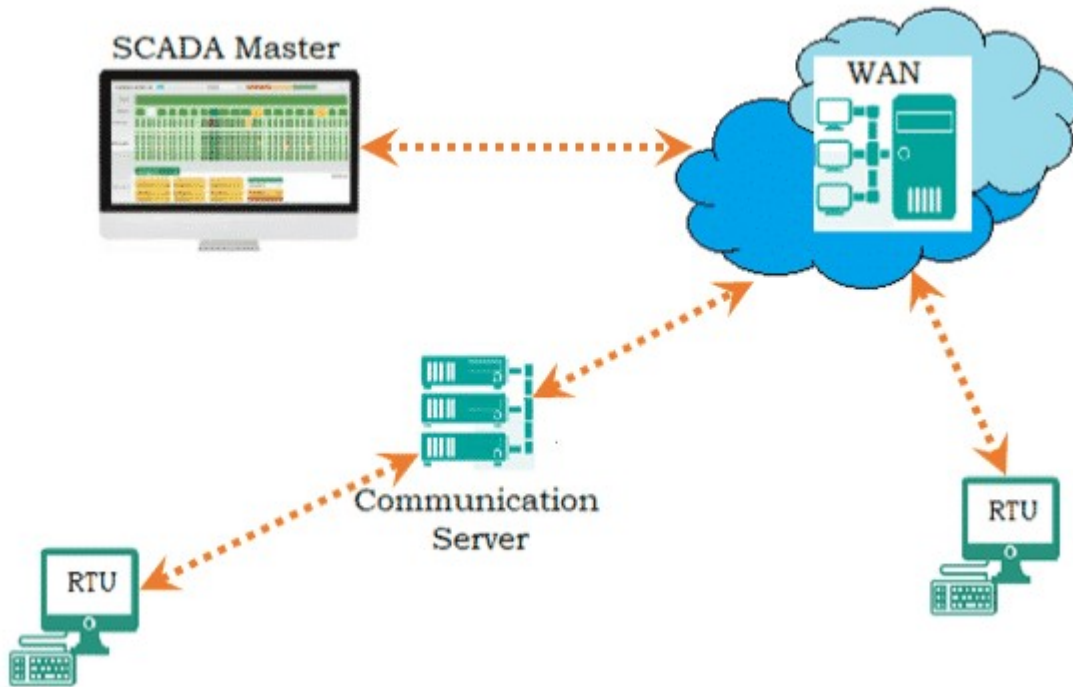 SCADA Master
WAN
Communication
Server
RTU
RTU